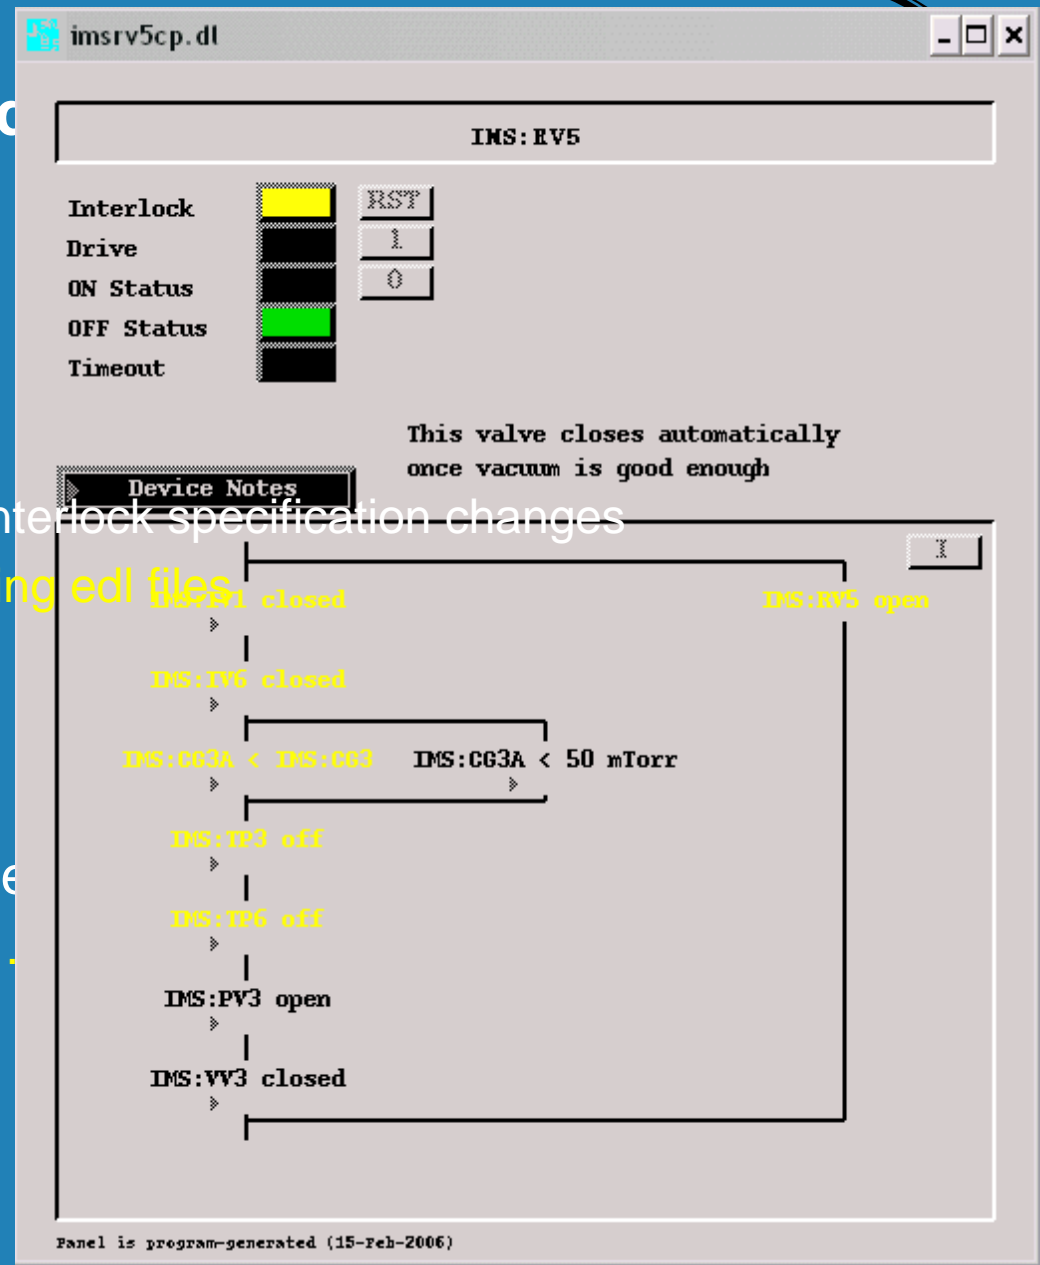 imsrv5cp.dl
IMS:RV5
Interlock RST
Drive 1
ON Status 0
OFF Status
Timeout
This valve closes automatically
once vacuum is good enough
Device Notes
nterlock specification changes
I
ing edl files
IMS:IV1 closed IMS:RV5 open
IMS:IV6 closed
IMS:CG3A < IMS:CG3 IMS:CG3A < 50 mTorr
IMS:TP3 off
e
IMS:TP6 off
IMS:PV3 open
IMS:VV3 closed
Panel is program-generated (15-Feb-2006)